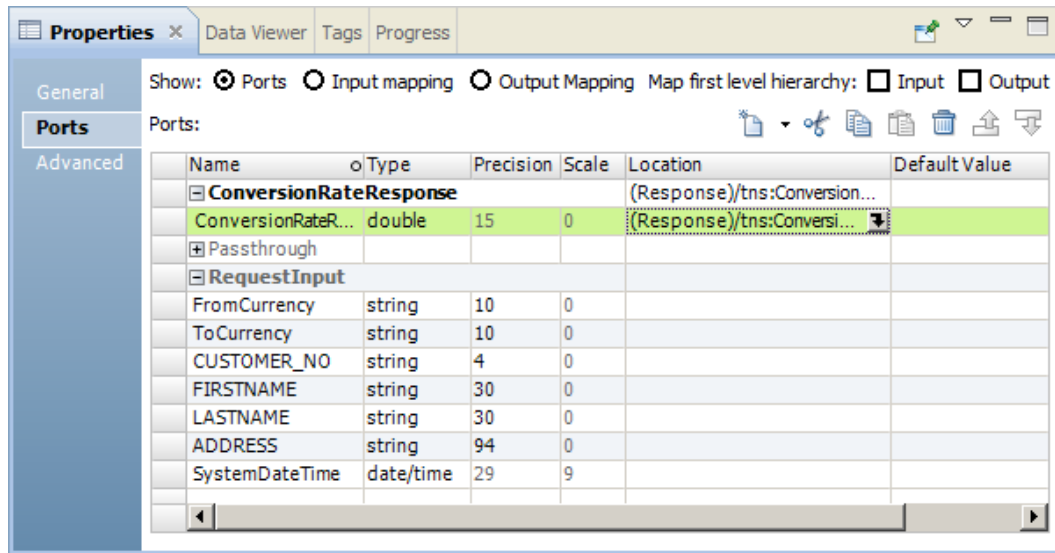 Properties Data Viewer Tags Progress
General
Ports
Advanced
Show: Ports Input mapping Output Mapping Map first level hierarchy: Input Output
Ports:
Name Type Precision Scale Location Default Value
ConversionRateResponse (Response)/tns:Conversion...
ConversionRateR... double 15 0 (Response)/tns:Conversi...
Passthrough
RequestInput
FromCurrency string 10 0
ToCurrency string 10 0
CUSTOMER_NO string 4 0
FIRSTNAME string 30 0
LASTNAME string 30 0
ADDRESS string 94 0
SystemDateTime date/time 29 9